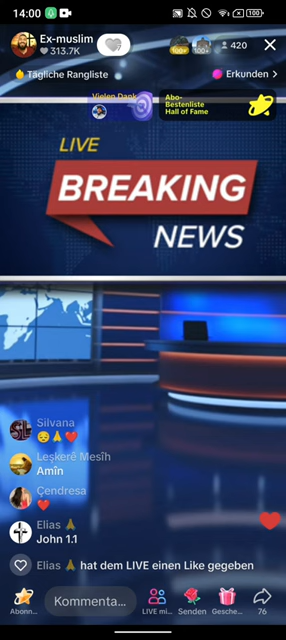 14:00
100
Ex-muslim
313.7K
100+
420
Tägliche Rangliste
Erkunden >
Vielen Dank
Abo-
Bestenliste
Hall of Fame
LIVE
BREAKING
NEWS
Silvana
Leşkerê Mesîh
Amîn
Çendresa
Elias
John 1.1
Elias hat dem LIVE einen Like gegeben
Abonn...
Kommenta...
LIVE mi...
Senden
Gesche...
76